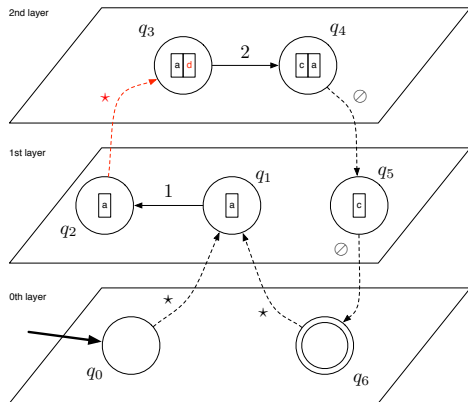 2nd layer
q3
q4
a d
2
c a
⋆
⊘
1st layer
q1
q5
1
a
a
c
q2
⊘
⋆
⋆
0th layer
q0
q6